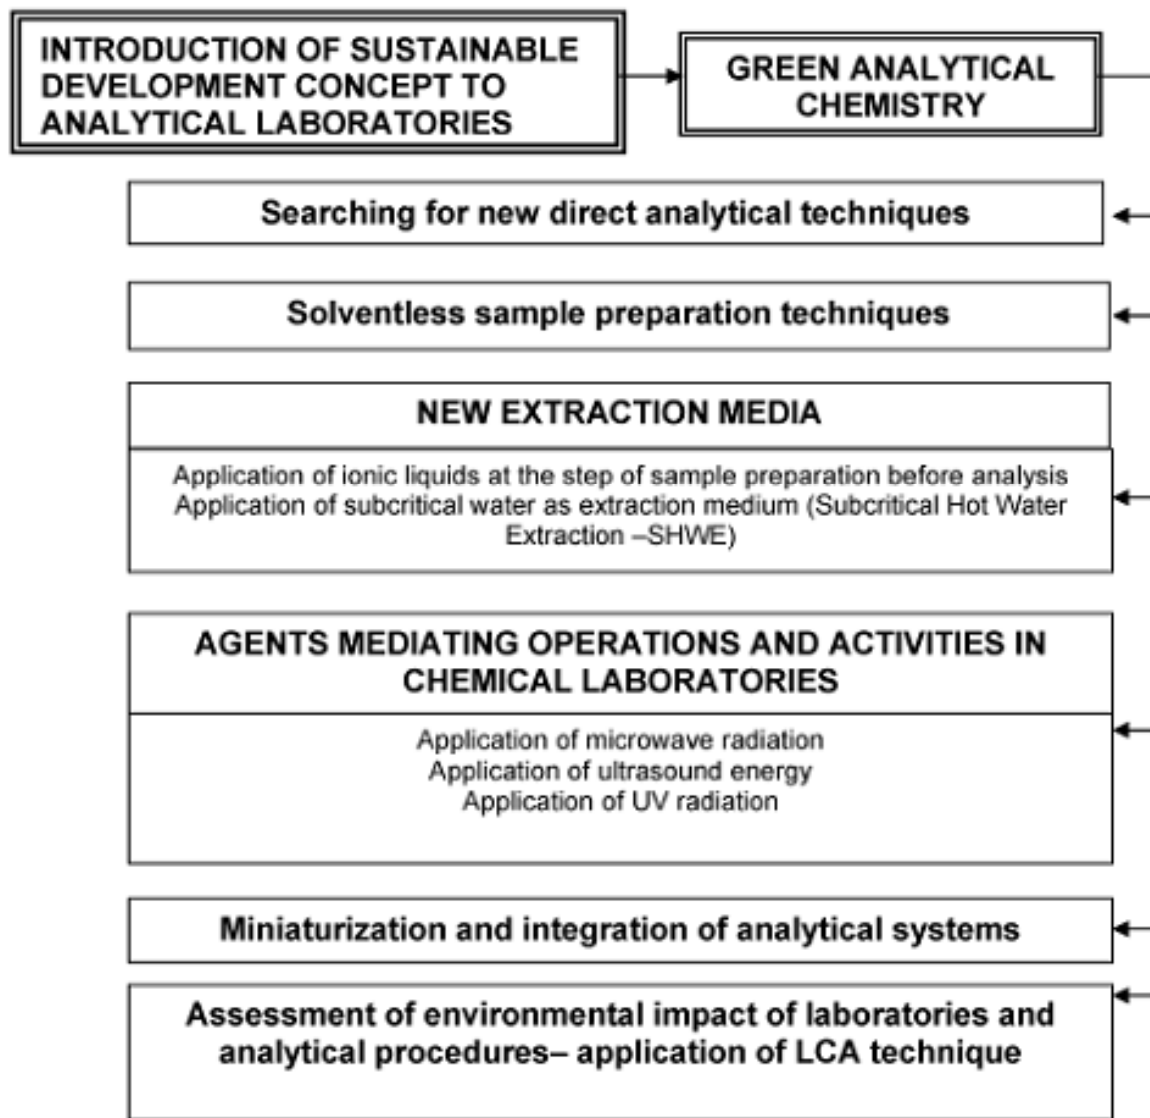 INTRODUCTION OF SUSTAINABLE
DEVELOPMENT CONCEPT TO
ANALYTICAL LABORATORIES
GREEN ANALYTICAL
CHEMISTRY
Searching for new direct analytical techniques
Solventless sample preparation techniques
NEW EXTRACTION MEDIA
Application of ionic liquids at the step of sample preparation before analysis
Application of subcritical water as extraction medium (Subcritical Hot Water
Extraction –SHWE)
AGENTS MEDIATING OPERATIONS AND ACTIVITIES IN
CHEMICAL LABORATORIES
Application of microwave radiation
Application of ultrasound energy
Application of UV radiation
Miniaturization and integration of analytical systems
Assessment of environmental impact of laboratories and
analytical procedures– application of LCA technique